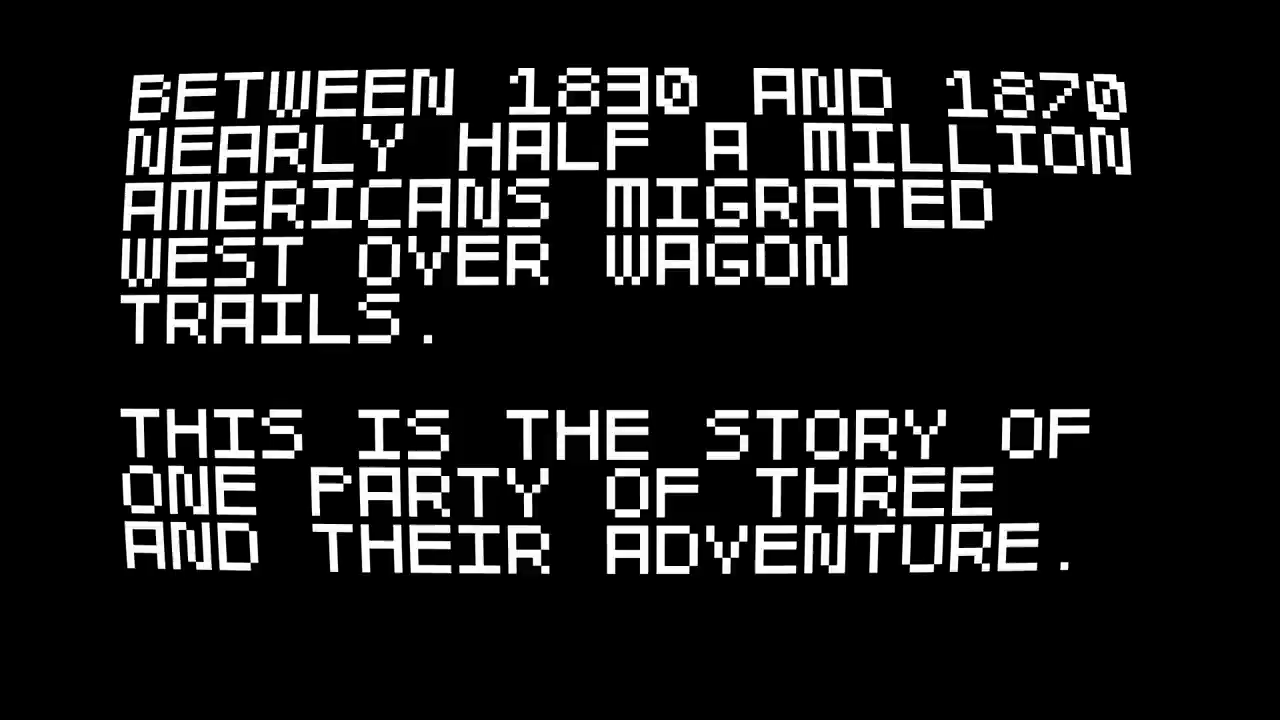 BETWEEN 1830 AND 1870
NEARLY HALF A MILLION
AMERICANS MIGRATED
WEST OVER WAGON
TRAILS.
THIS IS THE STORY OF
ONE PARTY OF THREE
AND THEIR ADVENTURE.